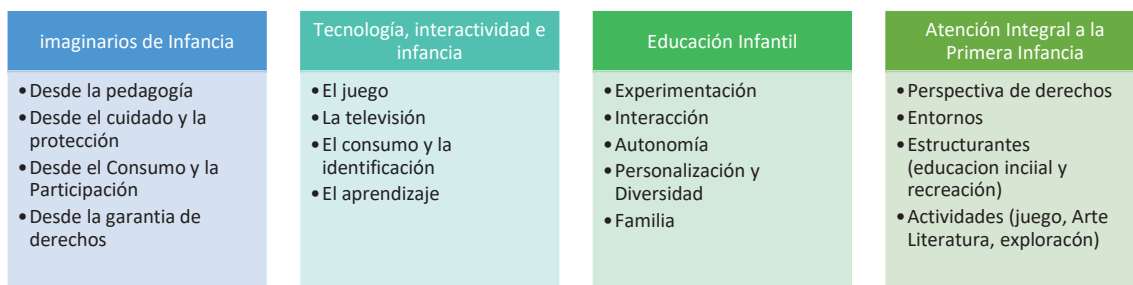 imaginarios de Infancia
• Desde la pedagogía
• Desde el cuidado y la
protección
• Desde el Consumo y la
Participación
• Desde la garantia de
derechos
Tecnología, interactividad e
infancia
• El juego
• La televisión
• El consumo y la
identificación
• El aprendizaje
Educación Infantil
• Experimentación
• Interacción
• Autonomía
• Personalización y
Diversidad
• Familia
Atención Integral a la
Primera Infancia
• Perspectiva de derechos
• Entornos
• Estructurantes
(educacion inciial y
recreación)
• Actividades (juego, Arte
Literatura, exploracón)